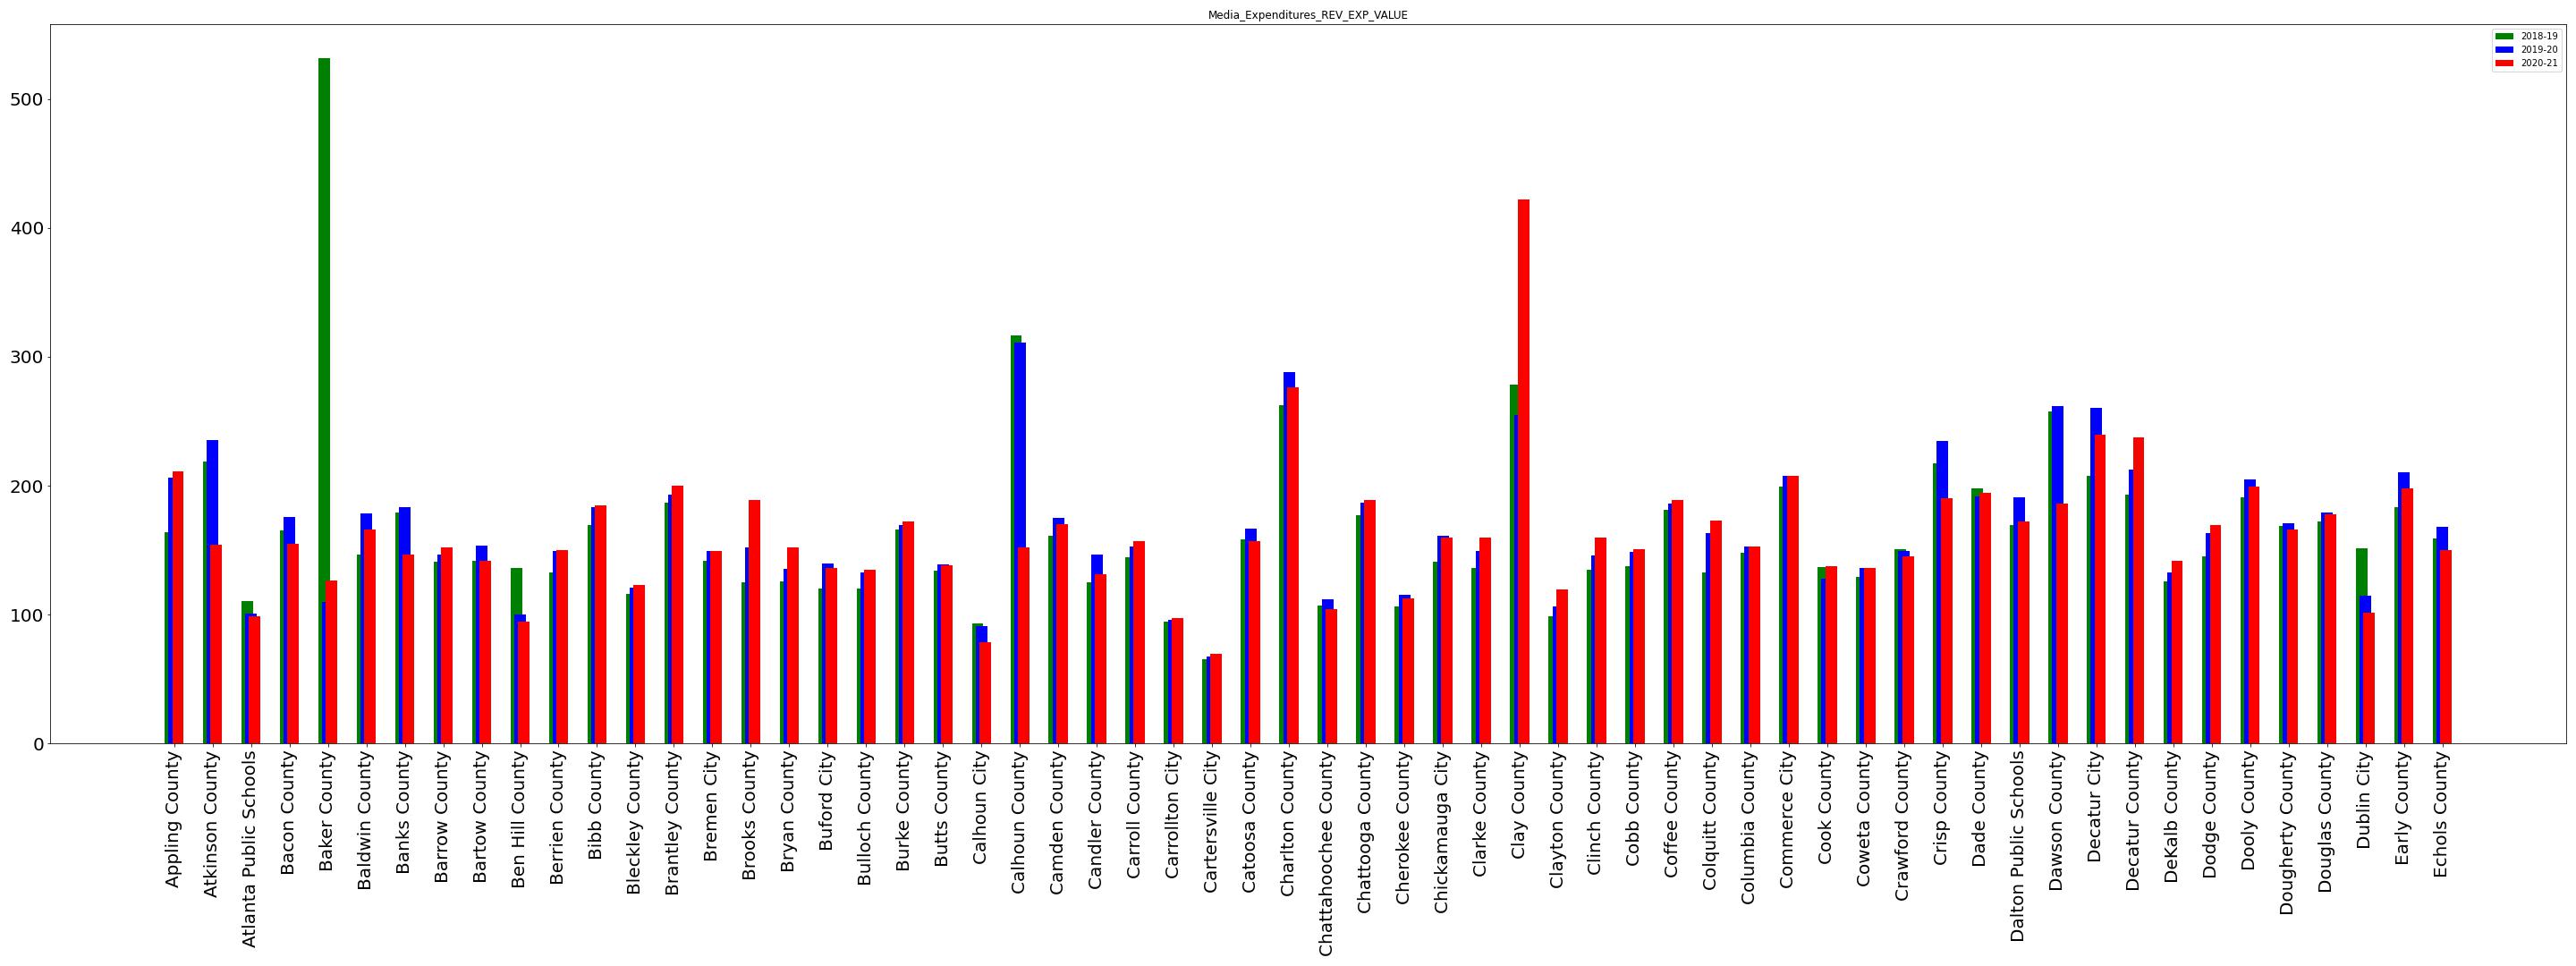 Media_Expenditures_REV_EXP_VALUE
2018-19
2019-20
2020-21
500
400
300
200
100
0
Appling County
Atkinson County
Atlanta Public Schools
Bacon County
Baker County
Baldwin County
Banks County
Barrow County
Bartow County
Ben Hill County
Berrien County
Bibb County
Bleckley County
Brantley County
Bremen City
Brooks County
Bryan County
Buford City
Bulloch County
Burke County
Butts County
Calhoun City
Calhoun County
Camden County
Candler County
Carroll County
Carrollton City
Cartersville City
Catoosa County
Charlton County
Chattahoochee County
Chattooga County
Cherokee County
Chickamauga City
Clarke County
Clay County
Clayton County
Clinch County
Cobb County
Coffee County
Colquitt County
Columbia County
Commerce City
Cook County
Coweta County
Crawford County
Crisp County
Dade County
Dalton Public Schools
Dawson County
Decatur City
Decatur County
DeKalb County
Dodge County
Dooly County
Dougherty County
Douglas County
Dublin City
Early County
Echols County